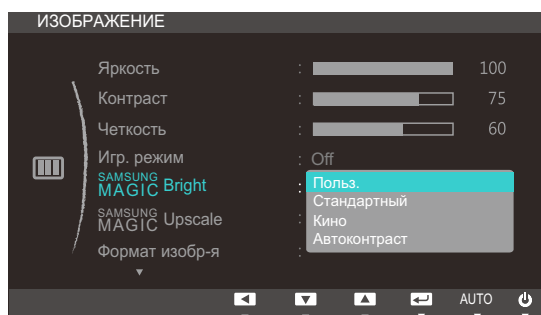 ИЗОБРАЖЕНИЕ
Яркость : 100
Контраст : 75
Четкость : 60
Игр. режим : Off
SAMSUNG MAGIC Bright :
Польз.
Стандартный
Кино
Автоконтраст
SAMSUNG MAGIC Upscale :
Формат изобр-я :
AUTO